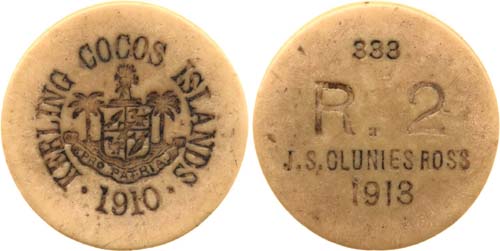 KEELING COCOS ISLANDS
PRO PATRIA
· 1910 ·
333
R. 2
J. S. CLUNIES ROSS
1913